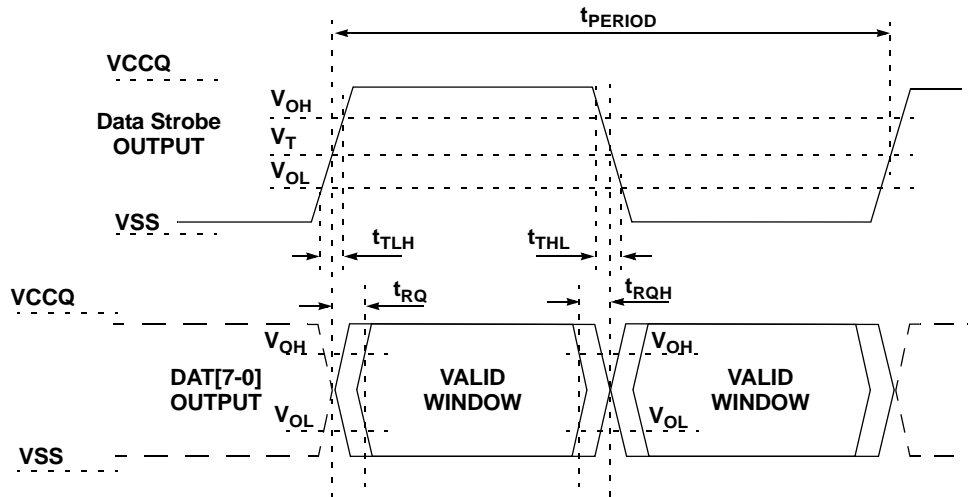 tPERIOD
VCCQ
Data Strobe
OUTPUT
VOH
VT
VOL
VSS
tTLH
tTHL
tRQ
tRQH
VCCQ
VOH
VOH
DAT[7-0]
OUTPUT
VALID
WINDOW
VALID
WINDOW
VOL
VOL
VSS